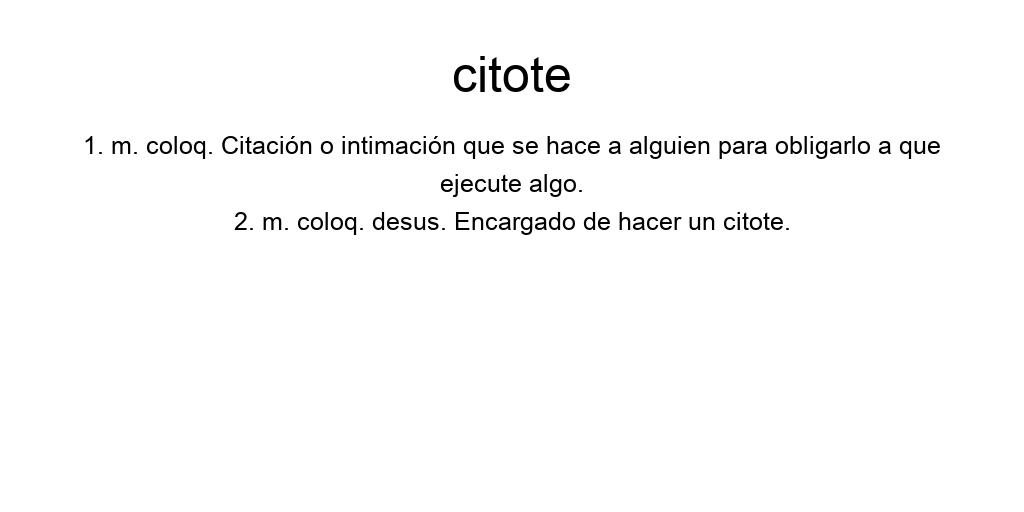 citote
1. m. coloq. Citación o intimación que se hace a alguien para obligarlo a que
ejecute algo.
2. m. coloq. desus. Encargado de hacer un citote.